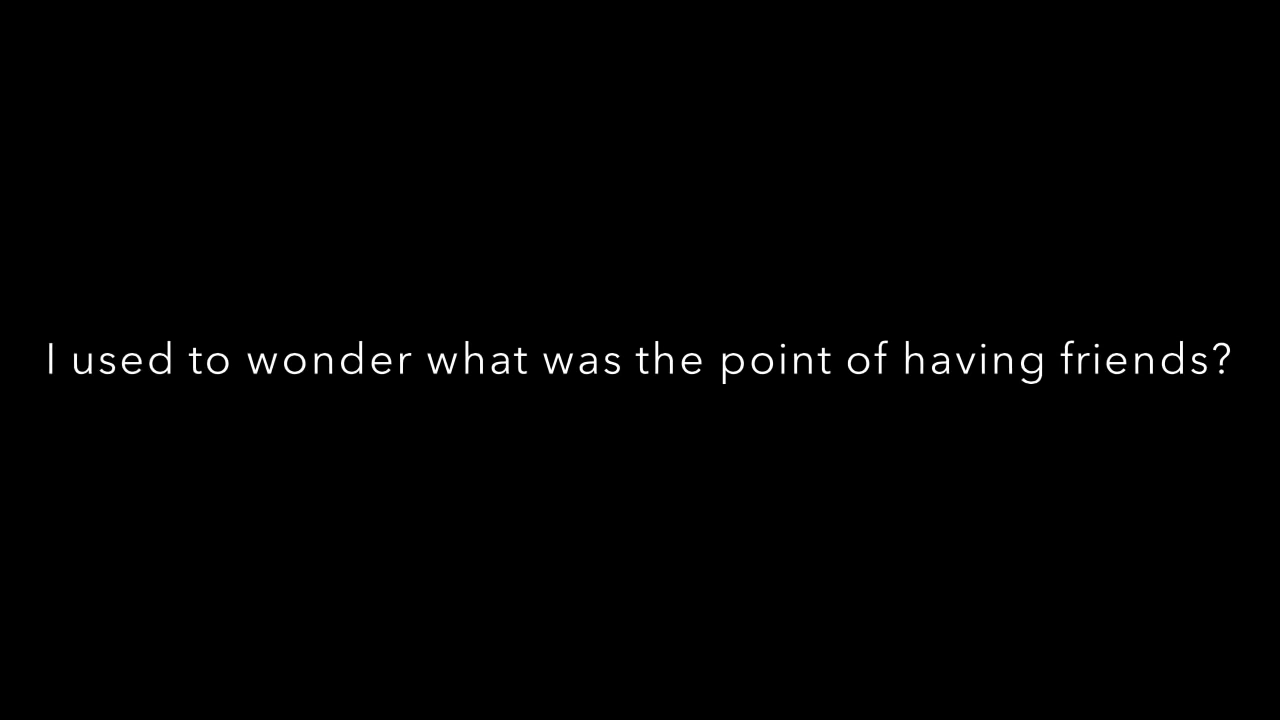 I used to wonder what was the point of having friends?